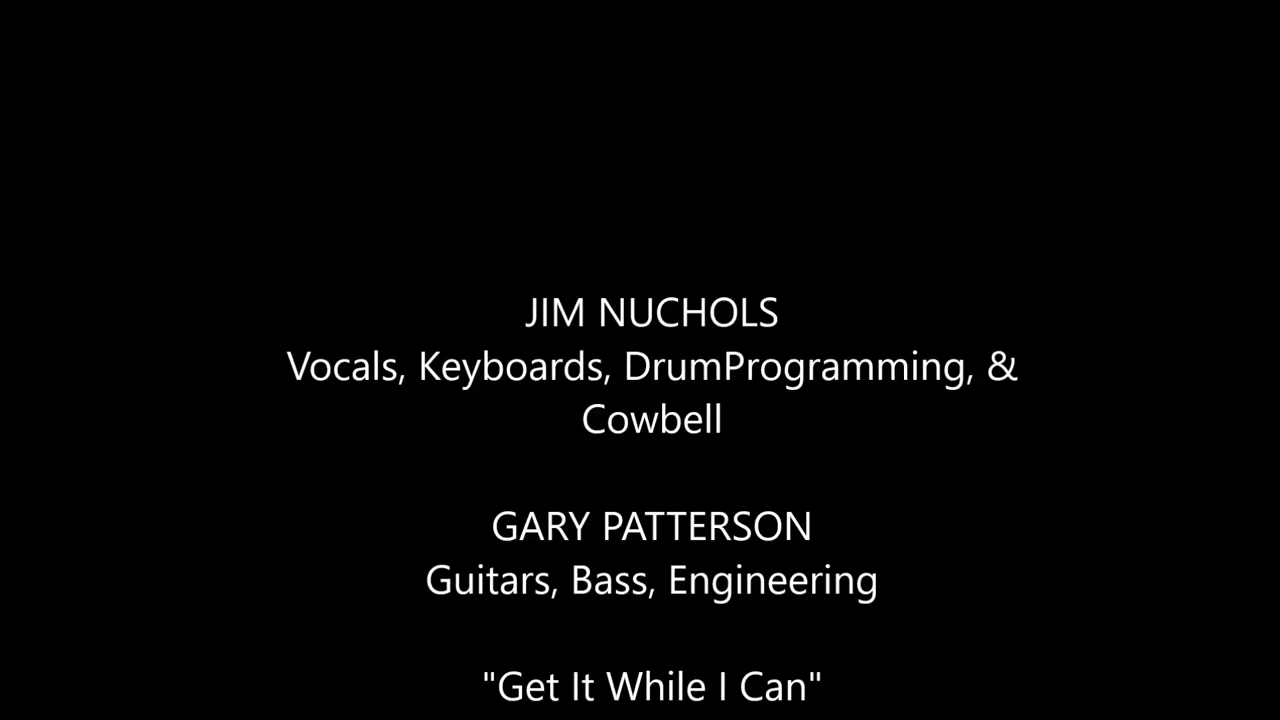 JIM NUCHOLS
Vocals, Keyboards, DrumProgramming, &
Cowbell
GARY PATTERSON
Guitars, Bass, Engineering
"Get It While I Can"